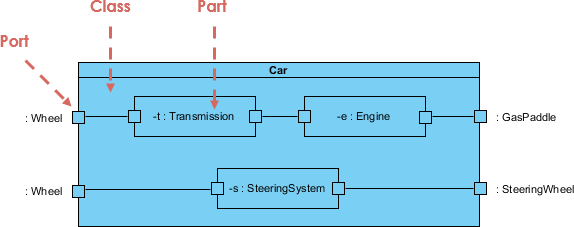 Class
Part
Port
Car
: Wheel
-t : Transmission
-e : Engine
: GasPaddle
: Wheel
-s : SteeringSystem
: SteeringWheel